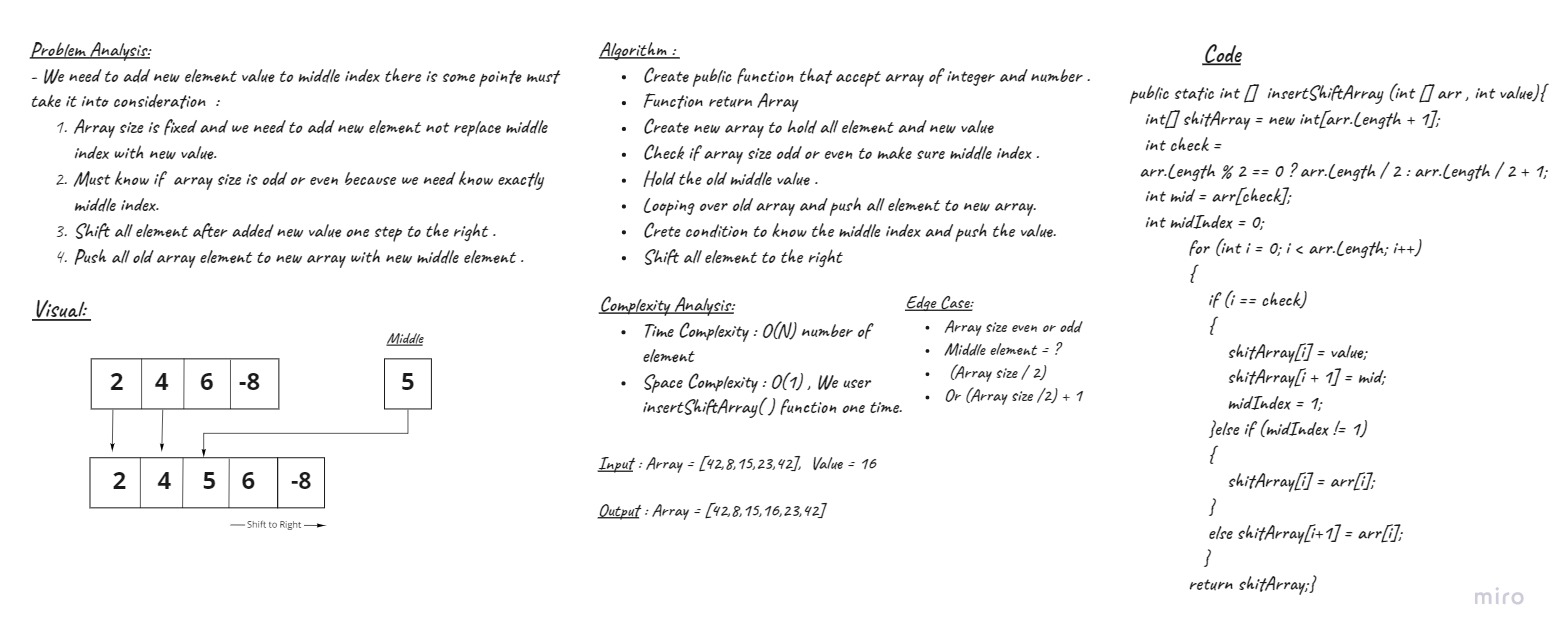 Problem Analysis:
- We need to add new element value to middle index there is some pointe must
take it into consideration :
1. Array size is fixed and we need to add new element not replace middle
index with new value.
2. Must know if array size is odd or even because we need know exactly
middle index.
3. Shift all element after added new value one step to the right .
4. Push all old array element to new array with new middle element .
Visual:
Middle
2 4 6 -8
5
2 4 5 6 -8
Shift to Right
Algorithm :
• Create public function that accept array of integer and number .
• Function return Array
• Create new array to hold all element and new value
• Check if array size odd or even to make sure middle index .
• Hold the old middle value .
• Looping over old array and push all element to new array.
• Crete condition to know the middle index and push the value.
• Shift all element to the right
Complexity Analysis:
• Time Complexity : O(N) number of
element
• Space Complexity : O(1) , We user
insertShiftArray( ) function one time.
Edge Case:
• Array size even or odd
• Middle element = ?
• (Array size / 2)
• Or (Array size /2) + 1
Input : Array = [42,8,15,23,42], Value = 16
Output : Array = [42,8,15,16,23,42]
Code
public static int [] insertShiftArray (int [] arr , int value){
int[] shitArray = new int[arr.Length + 1];
int check =
arr.Length % 2 == 0 ? arr.Length / 2 : arr.Length / 2 + 1;
int mid = arr[check];
int midIndex = 0;
for (int i = 0; i < arr.Length; i++)
{
if (i == check)
{
shitArray[i] = value;
shitArray[i + 1] = mid;
midIndex = 1;
}else if (midIndex != 1)
{
shitArray[i] = arr[i];
}
else shitArray[i+1] = arr[i];
}
return shitArray;}
miro